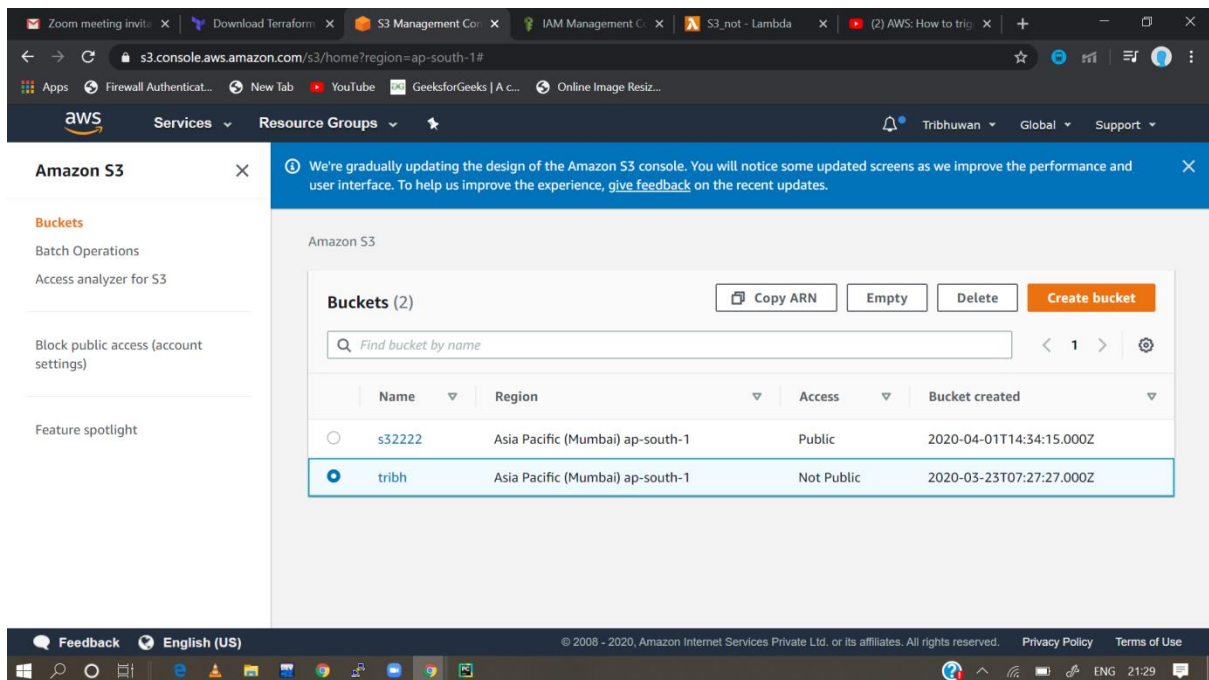 Zoom meeting invita
Download Terraform
S3 Management Con
IAM Management C
S3_not - Lambda
(2) AWS: How to trig
s3.console.aws.amazon.com/s3/home?region=ap-south-1#
Apps
Firewall Authenticat...
New Tab
YouTube
GeeksforGeeks | A c...
Online Image Resiz...
aws
Services
Resource Groups
Tribhuwan
Global
Support
Amazon S3
We're gradually updating the design of the Amazon S3 console. You will notice some updated screens as we improve the performance and
user interface. To help us improve the experience, give feedback on the recent updates.
Buckets
Batch Operations
Access analyzer for S3
Block public access (account
settings)
Feature spotlight
Amazon S3
Buckets (2)
Copy ARN
Empty
Delete
Create bucket
Find bucket by name
1
Name Region Access Bucket created
s32222 Asia Pacific (Mumbai) ap-south-1 Public 2020-04-01T14:34:15.000Z
tribh Asia Pacific (Mumbai) ap-south-1 Not Public 2020-03-23T07:27:27.000Z
Feedback
English (US)
© 2008 - 2020, Amazon Internet Services Private Ltd. or its affiliates. All rights reserved.
Privacy Policy
Terms of Use
ENG 21:29